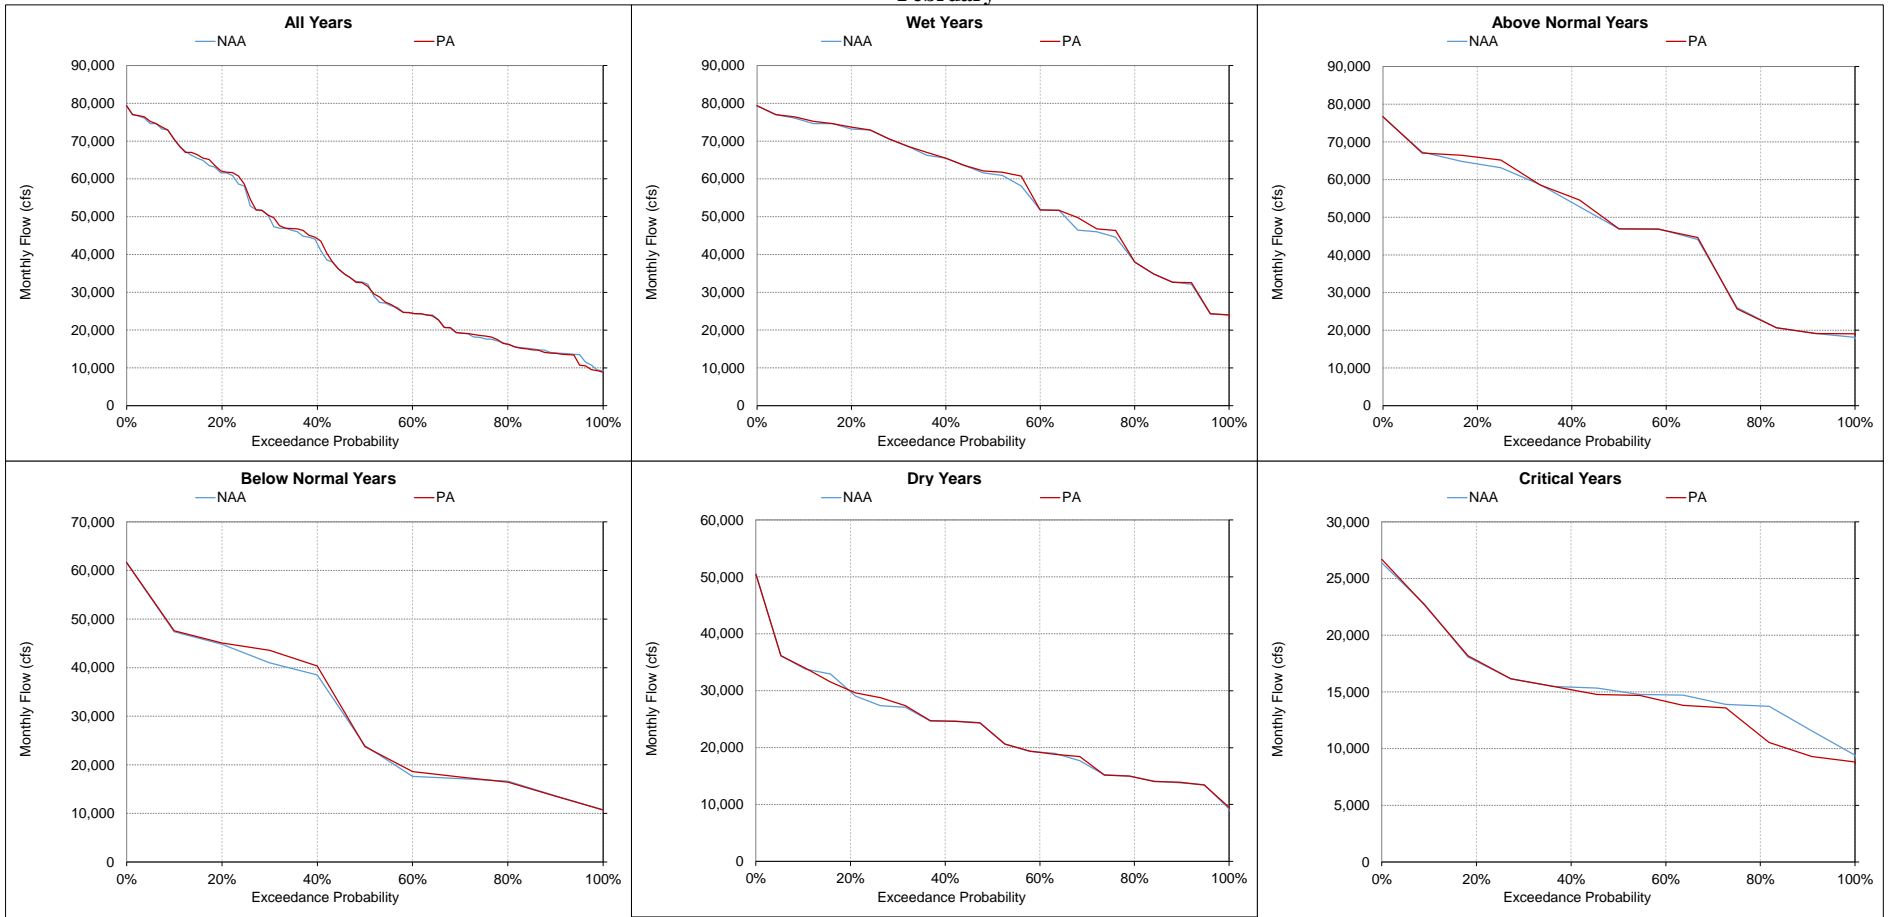 February
All Years
NAA PA
90,000
80,000
70,000
60,000
50,000
40,000
30,000
20,000
10,000
0
Monthly Flow (cfs)
0% 20% 40% 60% 80% 100%
Exceedance Probability
Wet Years
NAA PA
90,000
80,000
70,000
60,000
50,000
40,000
30,000
20,000
10,000
0
Monthly Flow (cfs)
0% 20% 40% 60% 80% 100%
Exceedance Probability
Above Normal Years
NAA PA
90,000
80,000
70,000
60,000
50,000
40,000
30,000
20,000
10,000
0
Monthly Flow (cfs)
0% 20% 40% 60% 80% 100%
Exceedance Probability
Below Normal Years
NAA PA
70,000
60,000
50,000
40,000
30,000
20,000
10,000
0
Monthly Flow (cfs)
0% 20% 40% 60% 80% 100%
Exceedance Probability
Dry Years
NAA PA
60,000
50,000
40,000
30,000
20,000
10,000
0
Monthly Flow (cfs)
0% 20% 40% 60% 80% 100%
Exceedance Probability
Critical Years
NAA PA
30,000
25,000
20,000
15,000
10,000
5,000
0
Monthly Flow (cfs)
0% 20% 40% 60% 80% 100%
Exceedance Probability